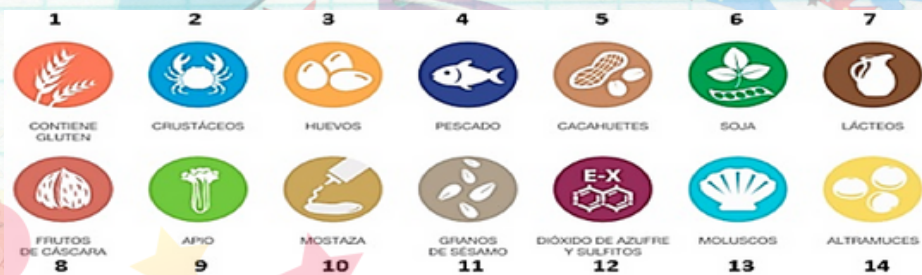 1 2 3 4 5 6 7
CONTIENE GLUTEN
CRUSTÁCEOS
HUEVOS
PESCADO
CACAHUETES
SOJA
LÁCTEOS
E-X
FRUTOS DE CÁSCARA
APIO
MOSTAZA
GRANOS DE SÉSAMO
DIÓXIDO DE AZUFRE Y SULFITOS
MOLUSCOS
ALTRAMUCES
8 9 10 11 12 13 14